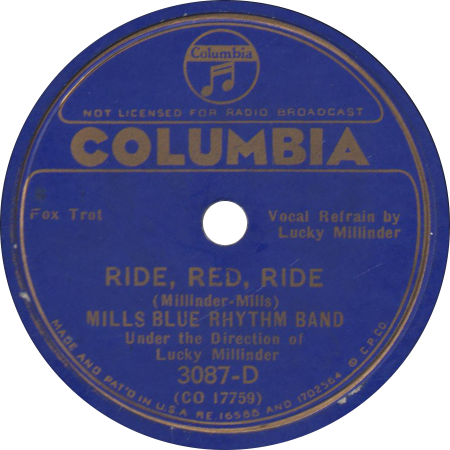 Columbia
NOT LICENSED FOR RADIO BROADCAST
COLUMBIA
Fox Trot
Vocal Refrain by
Lucky Millinder
RIDE, RED, RIDE
(Millinder-Mills)
MILLS BLUE RHYTHM BAND
Under the Direction of
Lucky Millinder
3087-D
(CO 17759)
MADE AND PAT'D IN U.S.A RE. 16588 AND 1702564 © C.P.CO